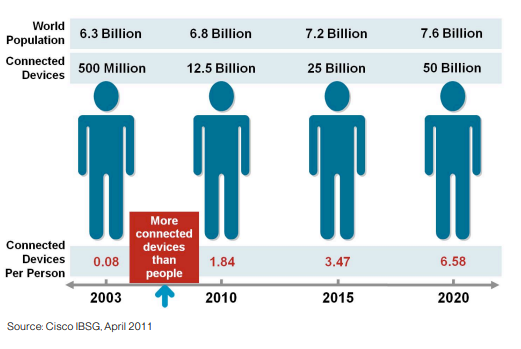 World Population 6.3 Billion 6.8 Billion 7.2 Billion 7.6 Billion
Connected Devices 500 Million 12.5 Billion 25 Billion 50 Billion
More
connected
devices
than
people
Connected Devices Per Person 0.08 1.84 3.47 6.58
2003 2010 2015 2020
Source: Cisco IBSG, April 2011